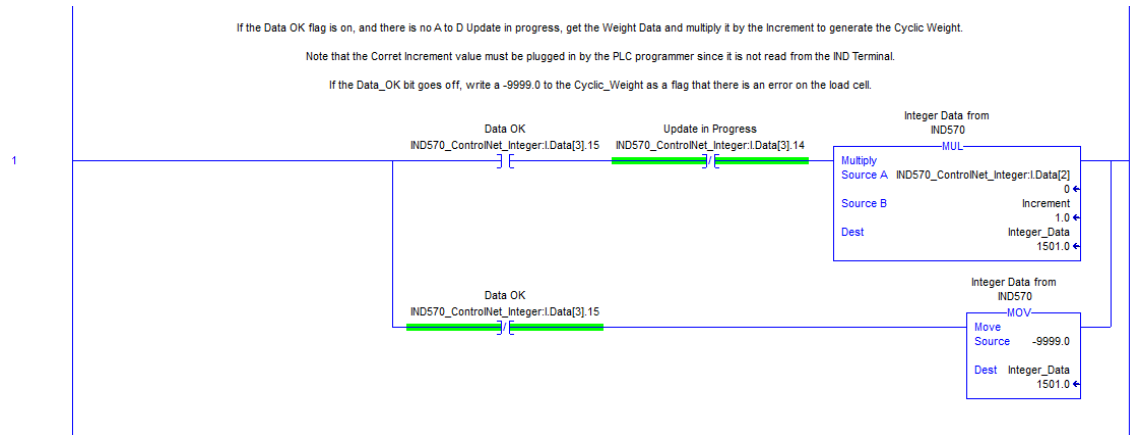 If the Data OK flag is on, and there is no A to D Update in progress, get the Weight Data and multiply it by the Increment to generate the Cyclic Weight.
Note that the Corret Increment value must be plugged in by the PLC programmer since it is not read from the IND Terminal.
If the Data_OK bit goes off, write a -9999.0 to the Cyclic_Weight as a flag that there is an error on the load cell.
1
Data OK
IND570_ControlNet_Integer:I.Data[3].15
Update in Progress
IND570_ControlNet_Integer:I.Data[3].14
Integer Data from
IND570
MUL
Multiply
Source A IND570_ControlNet_Integer:I.Data[2]
0
Source B Increment
1.0
Dest Integer_Data
1501.0
Data OK
IND570_ControlNet_Integer:I.Data[3].15
Integer Data from
IND570
MOV
Move
Source -9999.0
Dest Integer_Data
1501.0